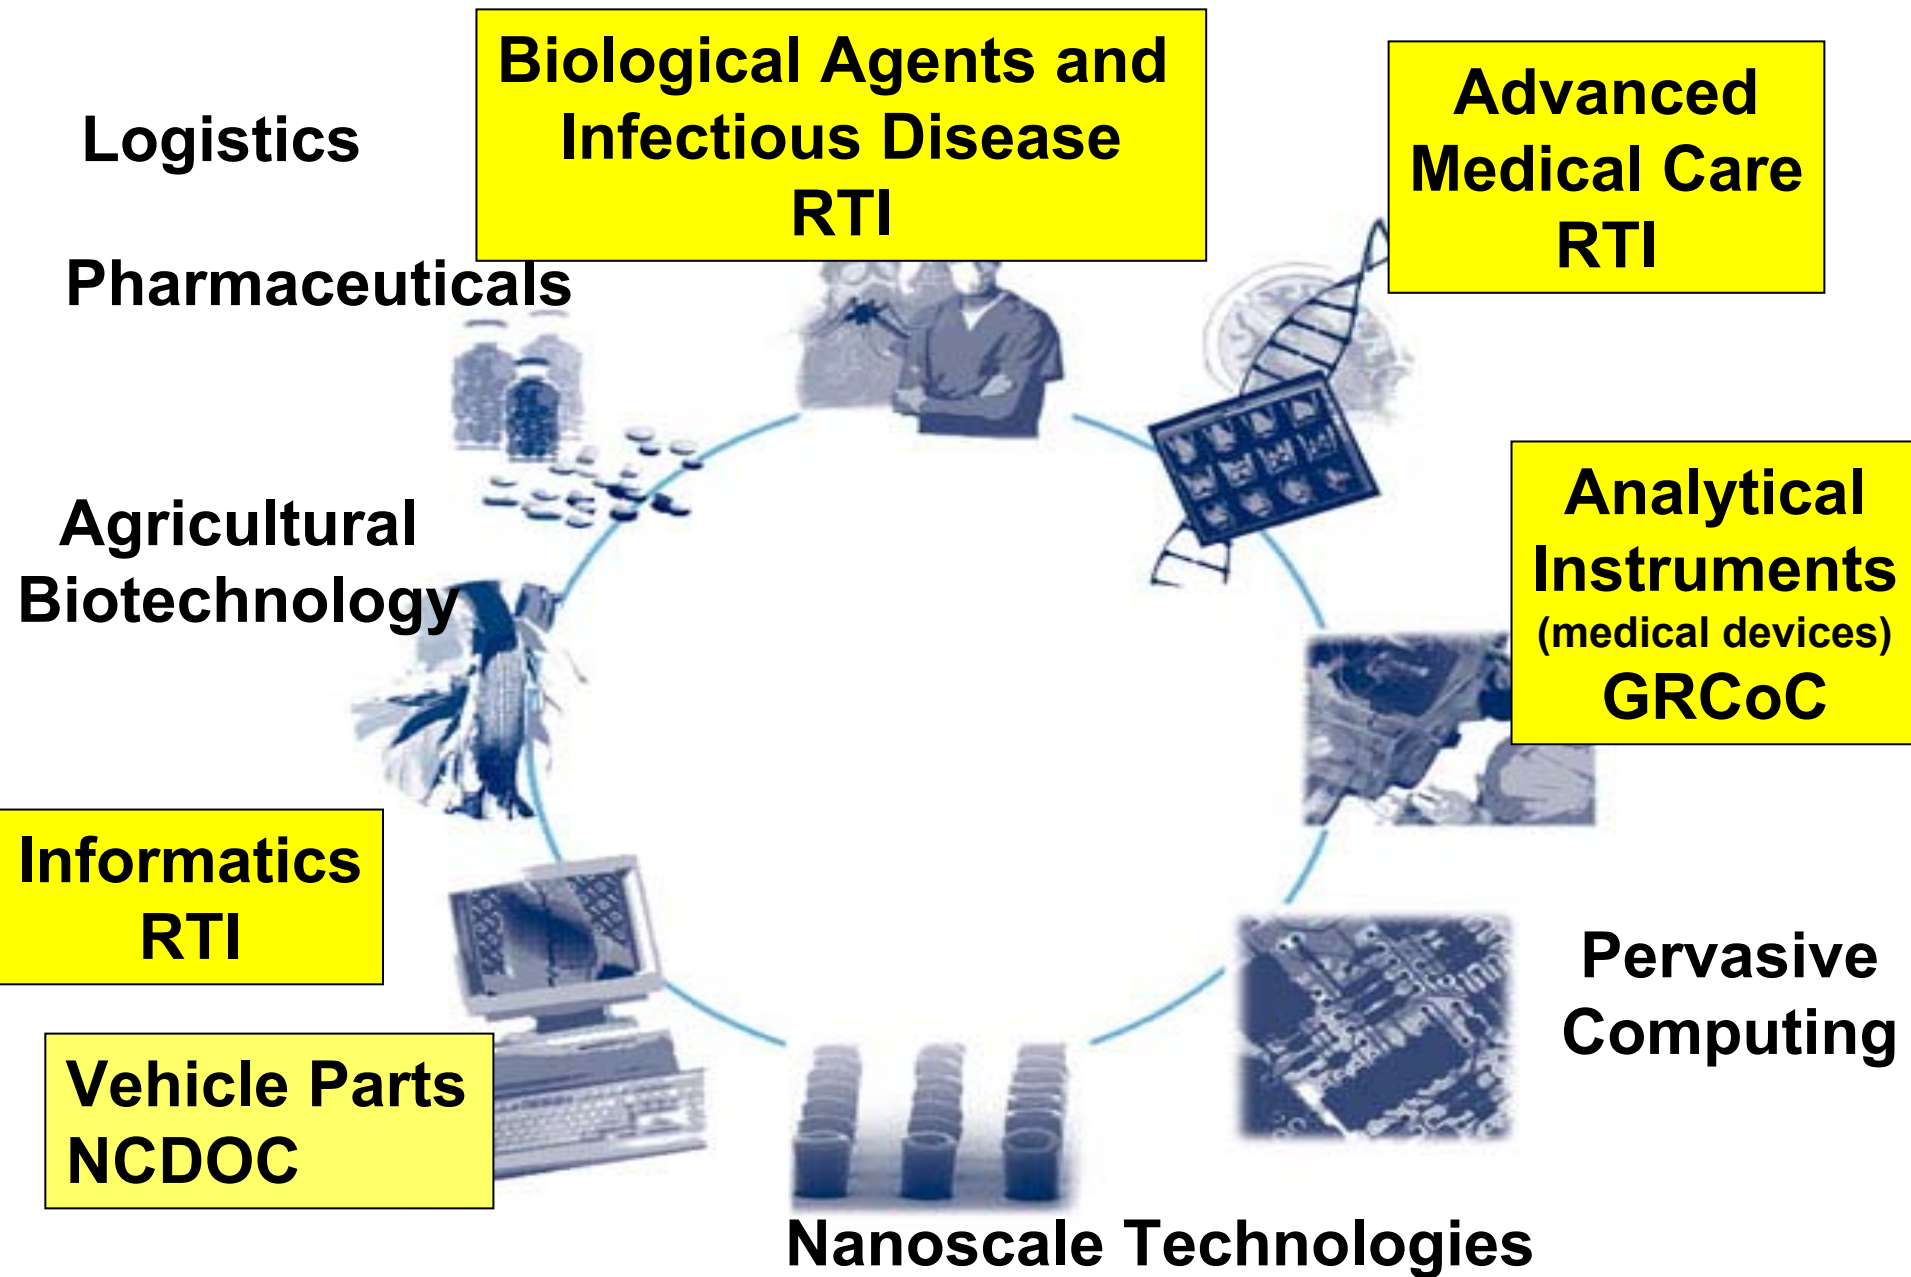 Biological Agents and
Infectious Disease
RTI
Advanced
Medical Care
RTI
Logistics
Pharmaceuticals
Agricultural
Biotechnology
Analytical
Instruments
(medical devices)
GRCoC
Informatics
RTI
Pervasive
Computing
Vehicle Parts
NCDOC
Nanoscale Technologies